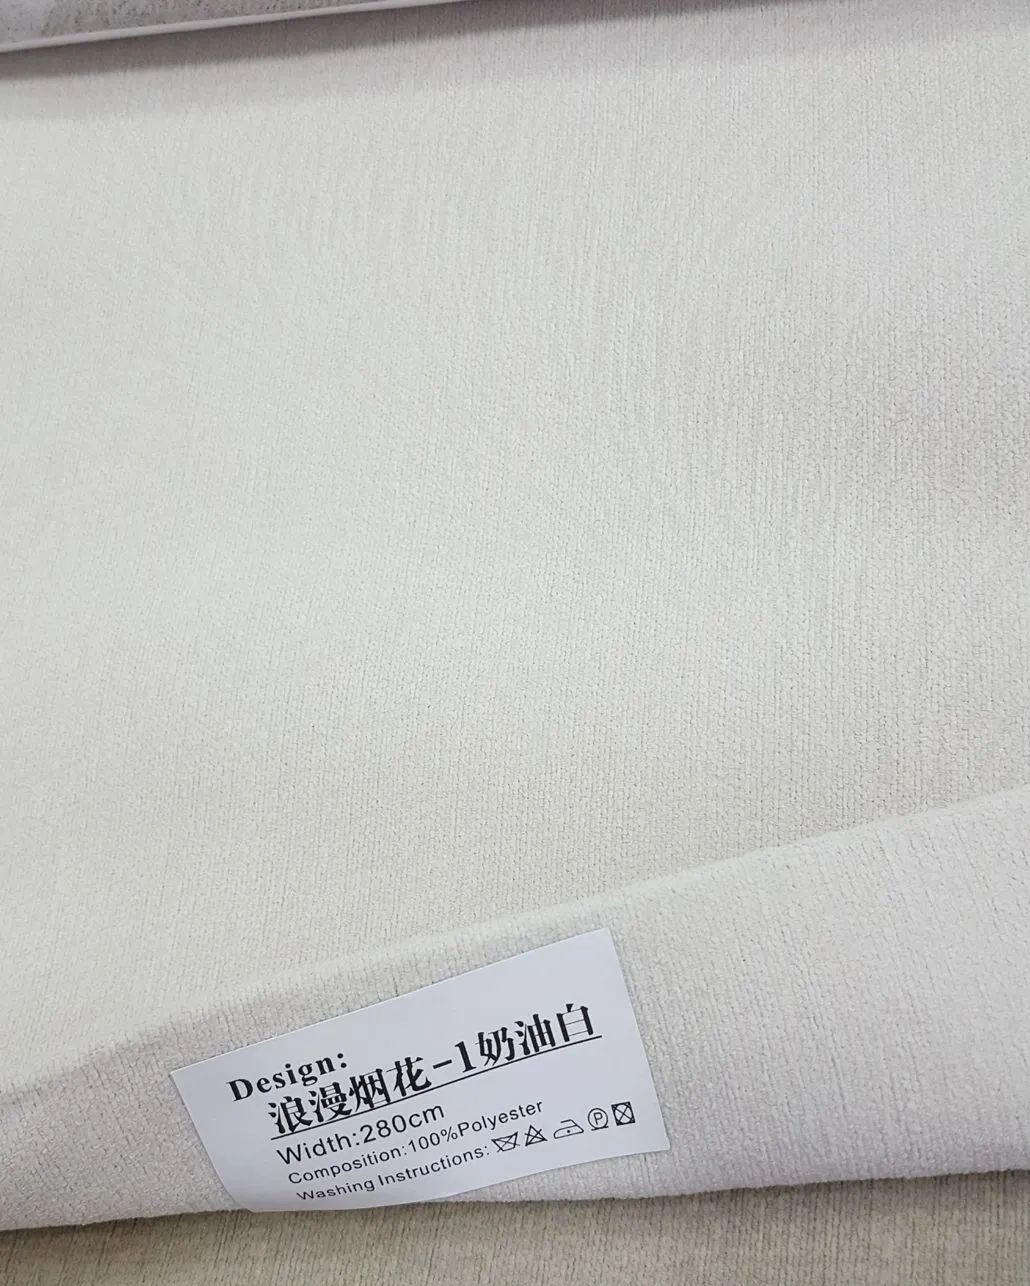 Design:
浪漫烟花-1奶油白
Width:280cm
Composition:100%Polyester
Washing Instructions: